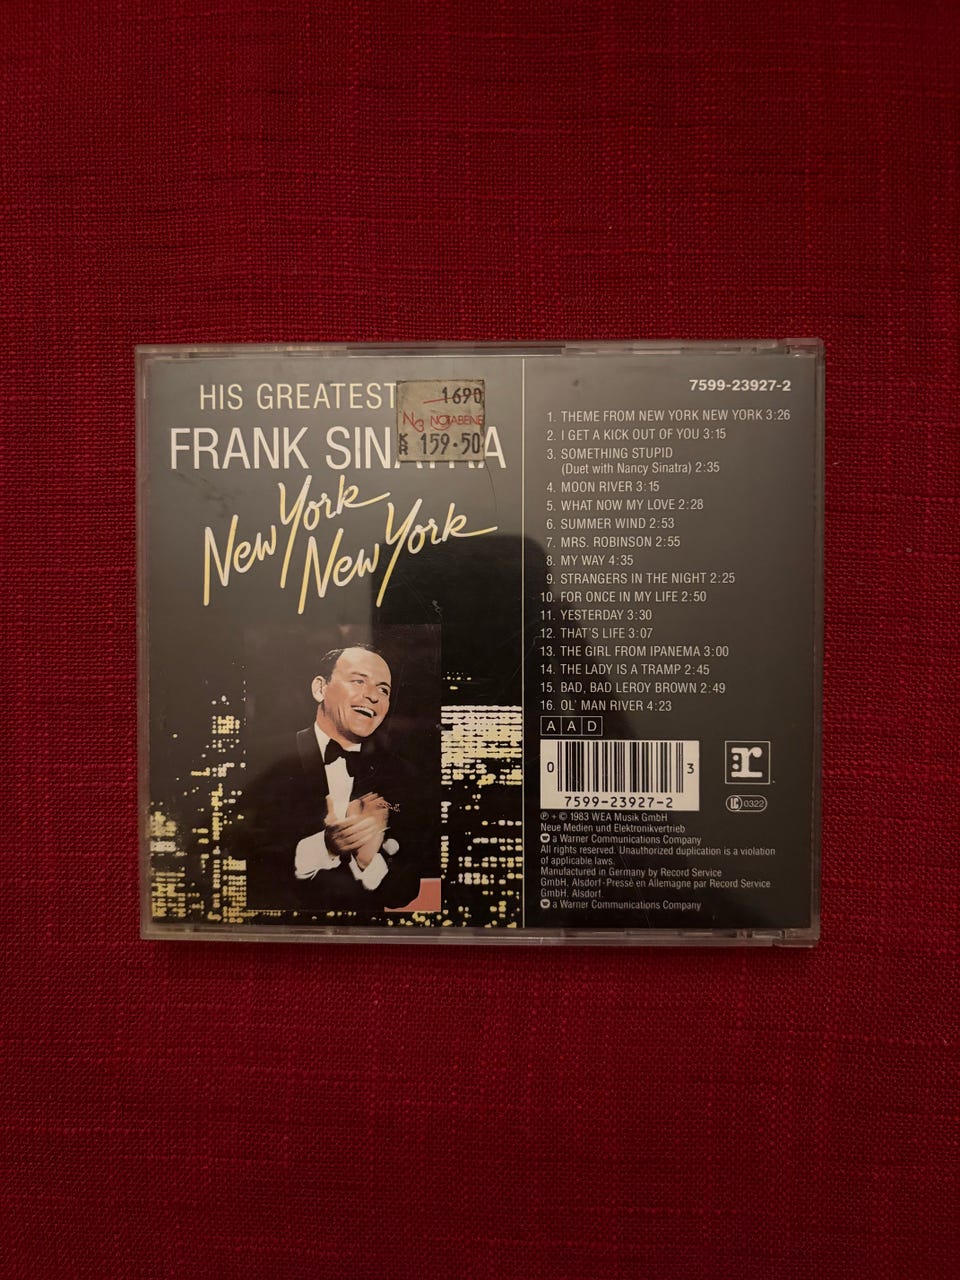 HIS GREATEST
FRANK SINATRA
1690
NOTABENE
KR 159.50
New York
New York
7599-23927-2
1. THEME FROM NEW YORK NEW YORK 3:26
2. I GET A KICK OUT OF YOU 3:15
3. SOMETHING STUPID
(Duet with Nancy Sinatra) 2:35
4. MOON RIVER 3:15
5. WHAT NOW MY LOVE 2:28
6. SUMMER WIND 2:53
7. MRS. ROBINSON 2:55
8. MY WAY 4:35
9. STRANGERS IN THE NIGHT 2:25
10. FOR ONCE IN MY LIFE 2:50
11. YESTERDAY 3:30
12. THAT'S LIFE 3:07
13. THE GIRL FROM IPANEMA 3:00
14. THE LADY IS A TRAMP 2:45
15. BAD, BAD LEROY BROWN 2:49
16. OL' MAN RIVER 4:23
A A D
0 3
7599-23927-2
r:
LC 0322
℗ + © 1983 WEA Musik GmbH
Neue Medien und Elektronikvertrieb
a Warner Communications Company
All rights reserved. Unauthorized duplication is a violation
of applicable laws.
Manufactured in Germany by Record Service
GmbH, Alsdorf-Pressé en Allemagne par Record Service
GmbH, Alsdorf
a Warner Communications Company